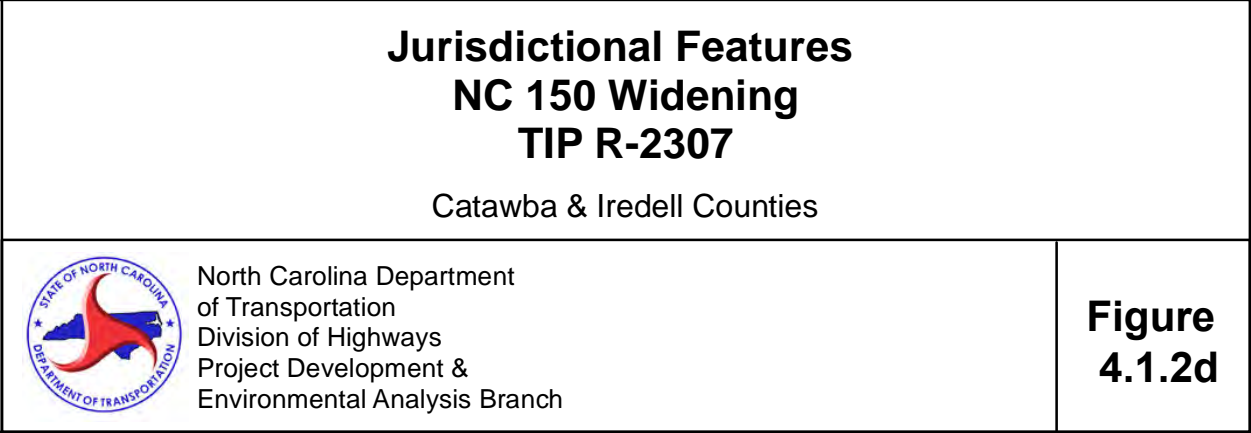 Jurisdictional Features
NC 150 Widening
TIP R-2307
Catawba & Iredell Counties
STATE OF NORTH CAROLINA
DEPARTMENT OF TRANSPORTATION
North Carolina Department
of Transportation
Division of Highways
Project Development &
Environmental Analysis Branch
Figure
4.1.2d